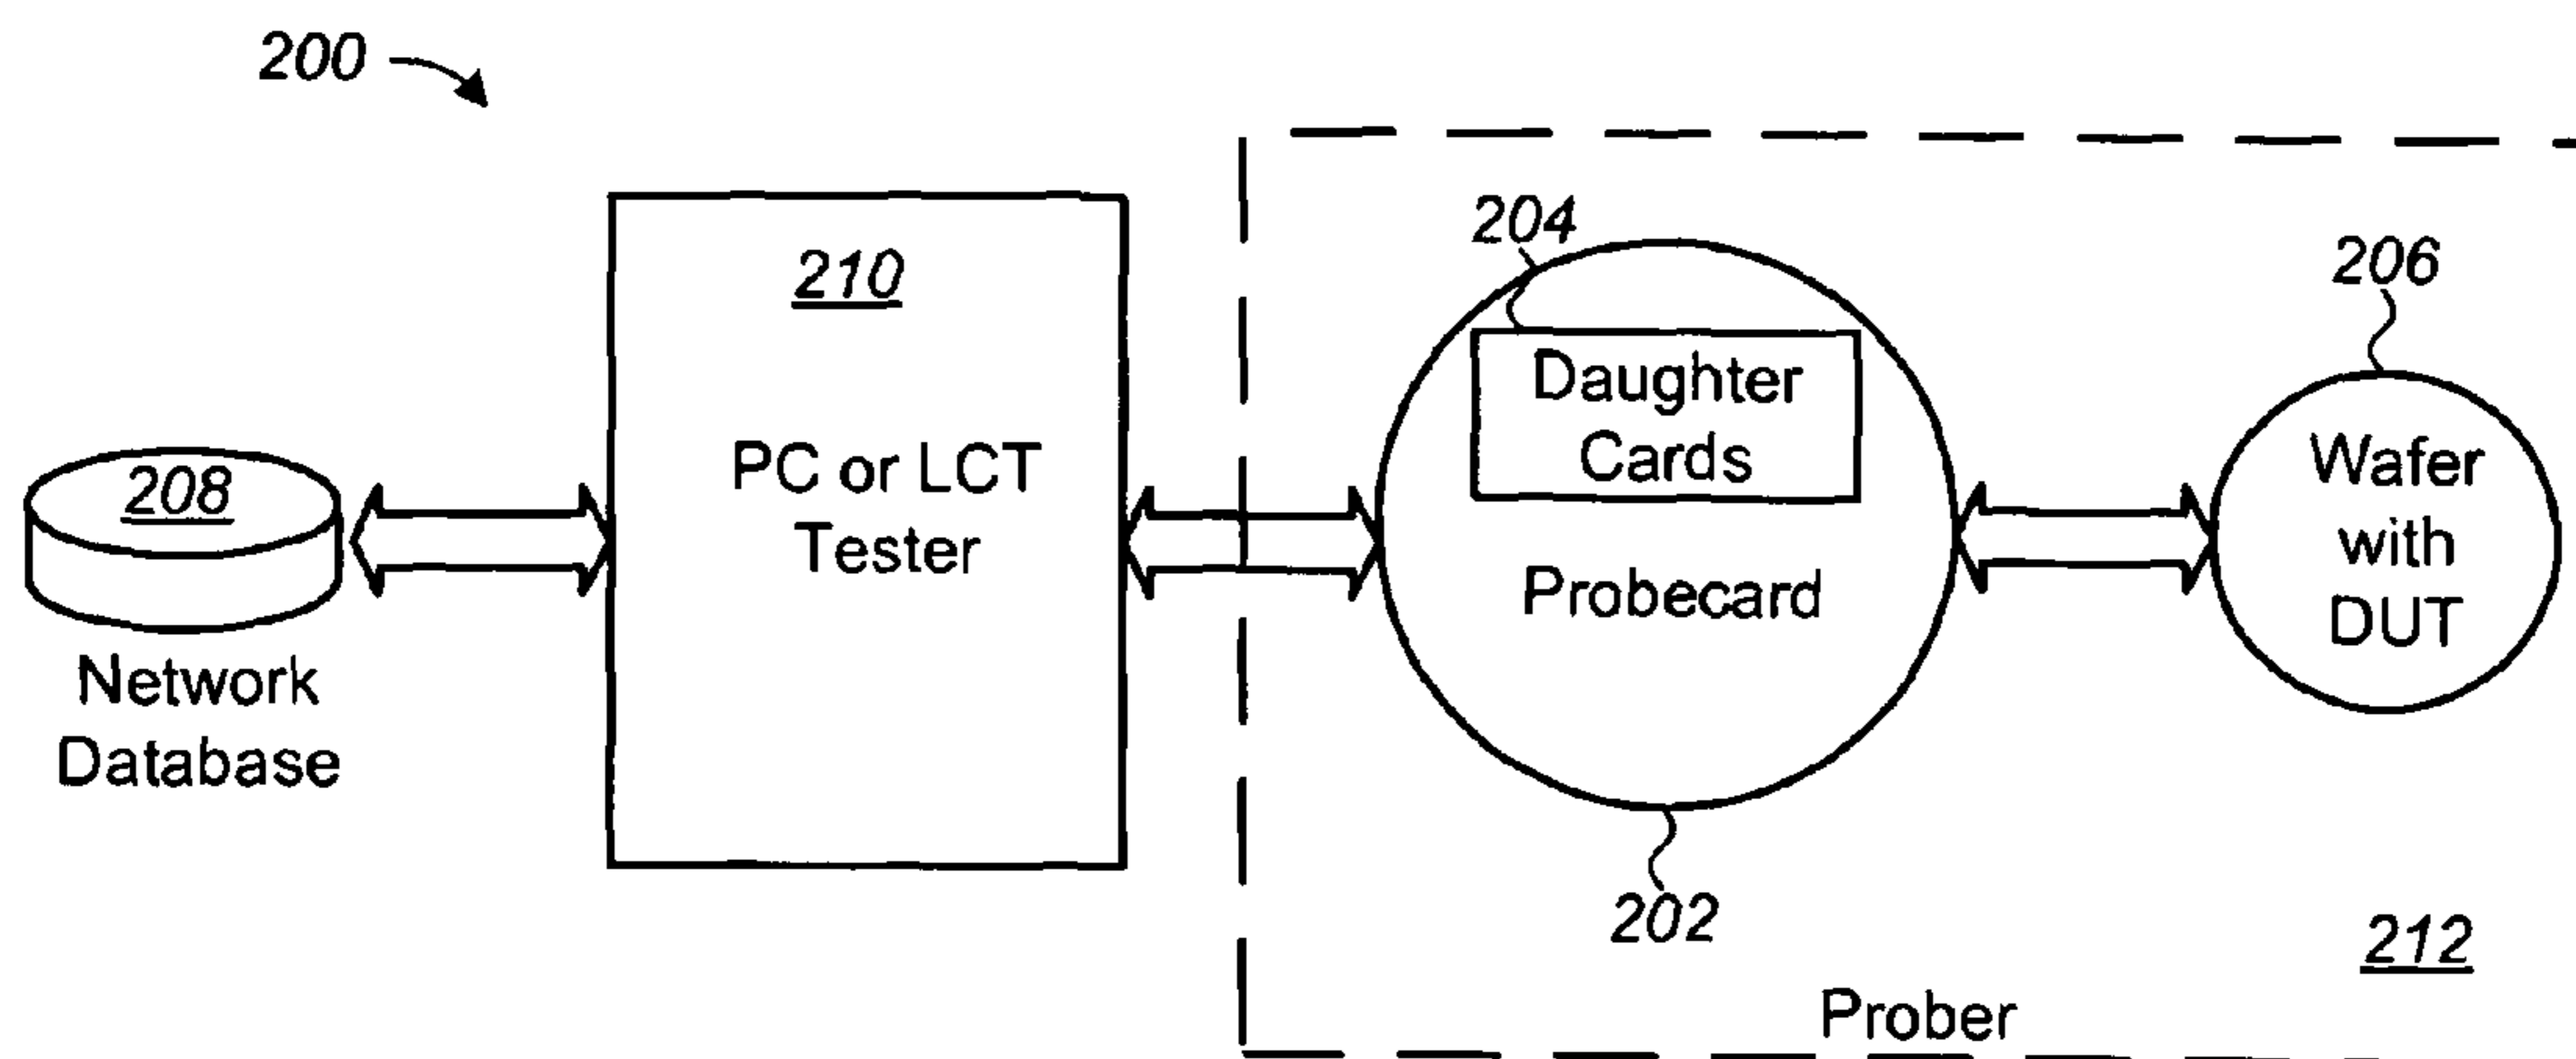 200
208
Network
Database
210
PC or LCT
Tester
204
Daughter
Cards
Probecard
202
206
Wafer
with
DUT
212
Prober